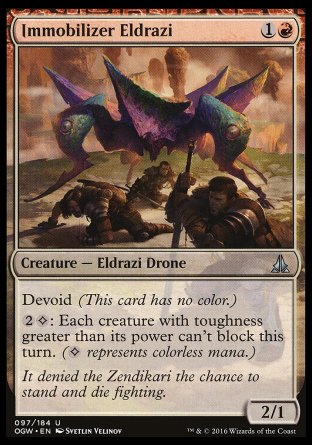 Immobilizer Eldrazi 1
Creature — Eldrazi Drone
Devoid (This card has no color.)
2◇: Each creature with toughness
greater than its power can't block this
turn. (◇ represents colorless mana.)
It denied the Zendikari the chance to
stand and die fighting.
2/1
097/184 U
OGW • EN Svetlin Velinov
™ & © 2016 Wizards of the Coast